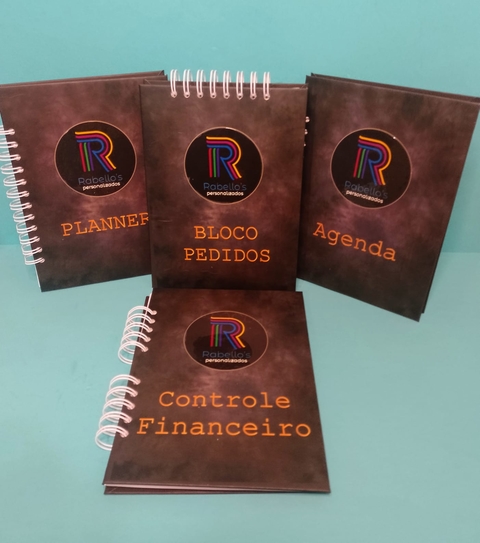 Rabello's
personalizados
PLANNER
Rabello's
personalizados
BLOCO
PEDIDOS
Rabello's
personalizados
Agenda
Rabello's
personalizados
Controle
Financeiro